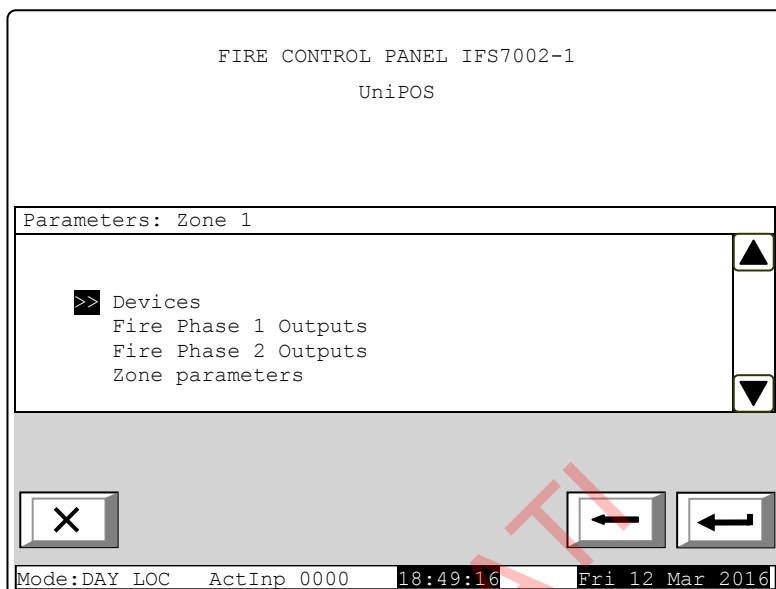 FIRE CONTROL PANEL IFS7002-1
UniPOS
Parameters: Zone 1
>> Devices
Fire Phase 1 Outputs
Fire Phase 2 Outputs
Zone parameters
Mode:DAY LOC ActInp 0000 18:49:16 Fri 12 Mar 2016